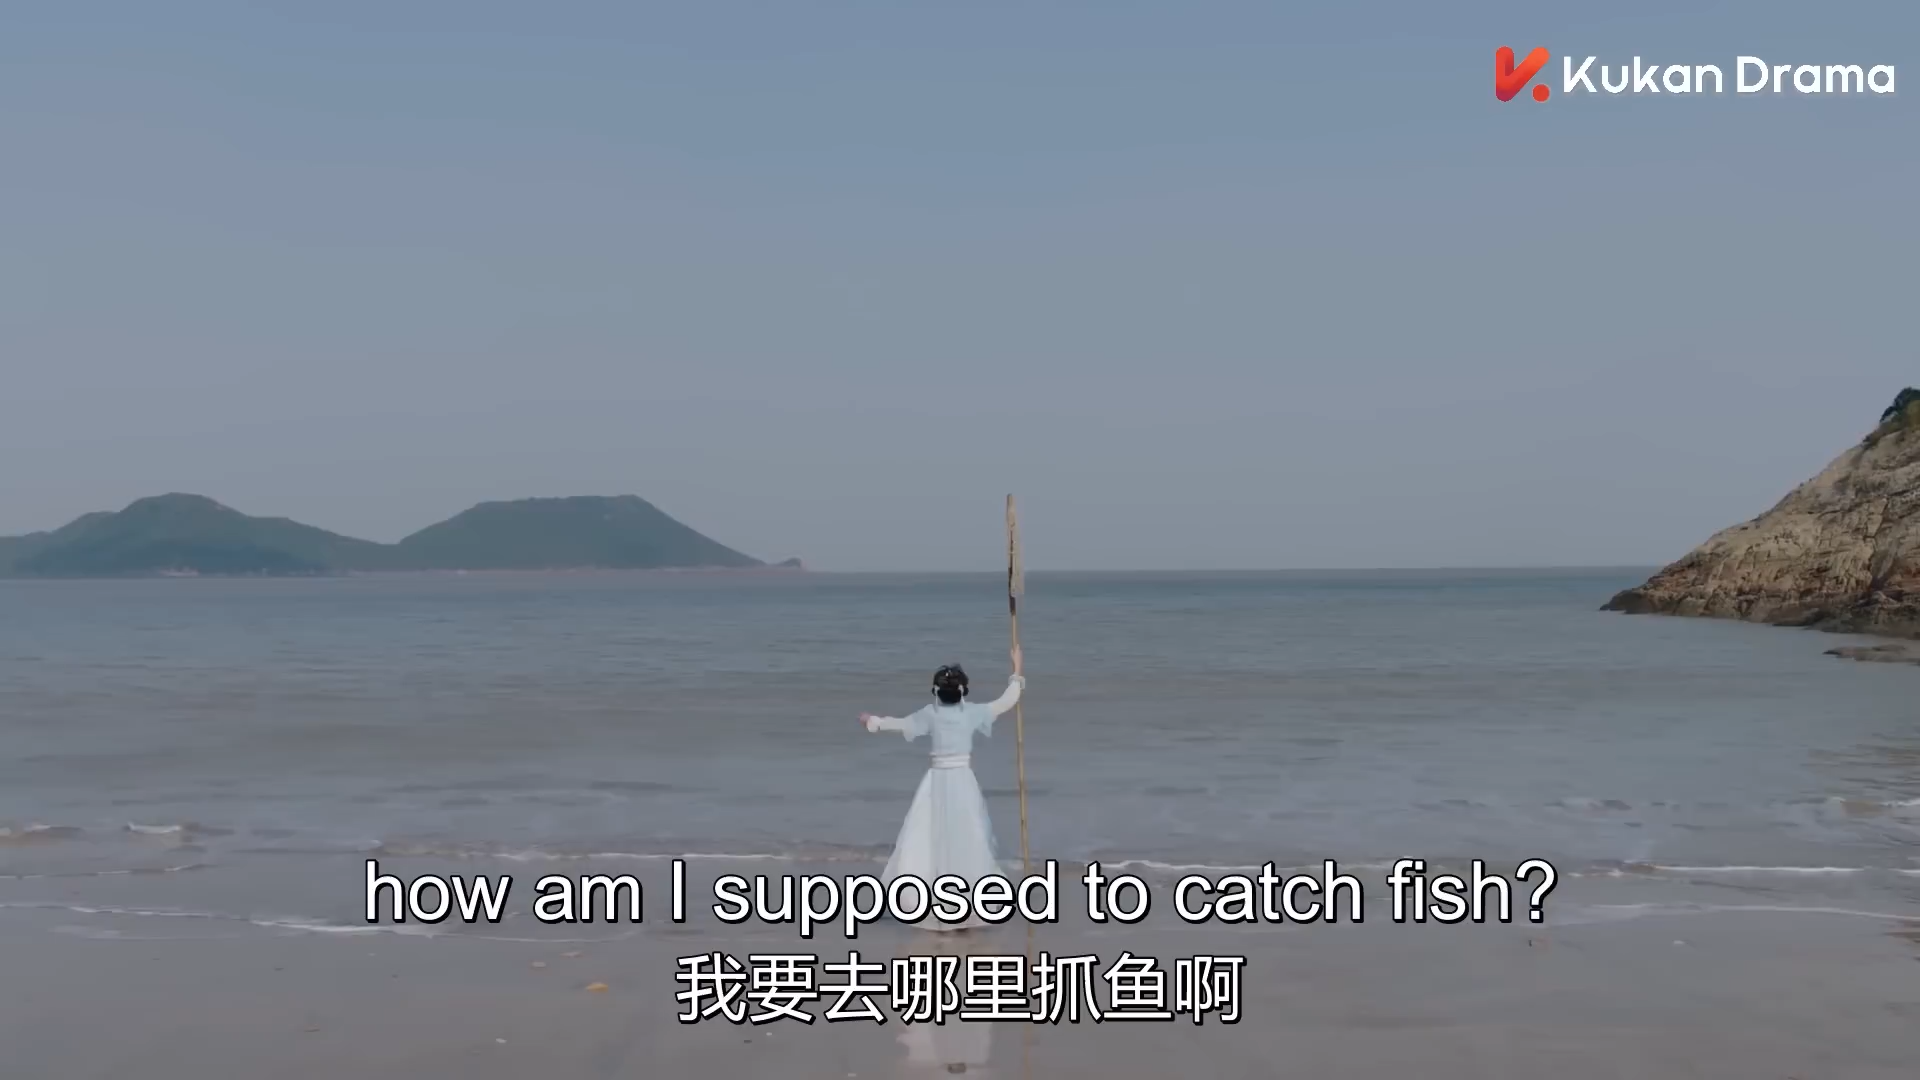 Kukan Drama
how am I supposed to catch fish?
我要去哪里抓鱼啊